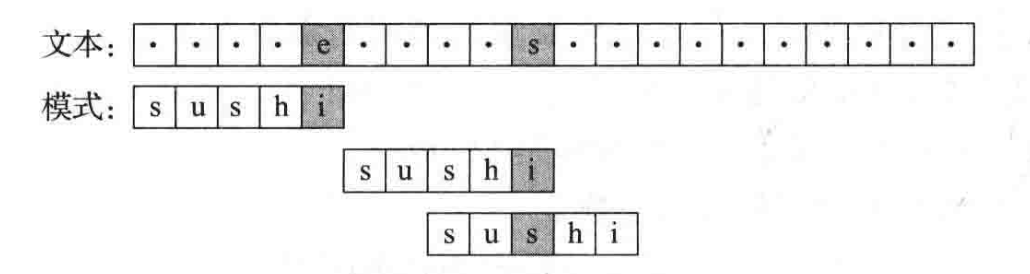 文本: · · · · e · · · · s · · · · · · · · · ·
模式: s u s h i
s u s h i
s u s h i